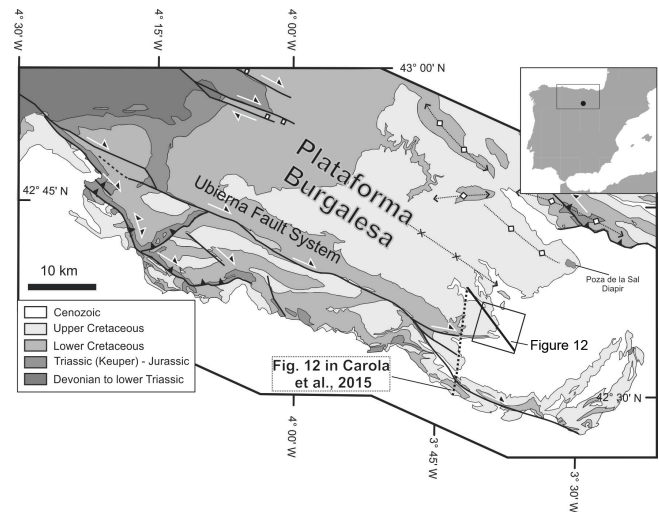 4° 30' W
4° 15' W
4° 00' W
43° 00' N
42° 45' N
Plataforma
Burgalesa
Ubierna Fault System
10 km
Poza de la Sal
Diapir
Cenozoic
Upper Cretaceous
Lower Cretaceous
Triassic (Keuper) - Jurassic
Devonian to lower Triassic
Figure 12
Fig. 12 in Carola
et al., 2015
42° 30' N
4° 00' W
3° 45' W
3° 30' W